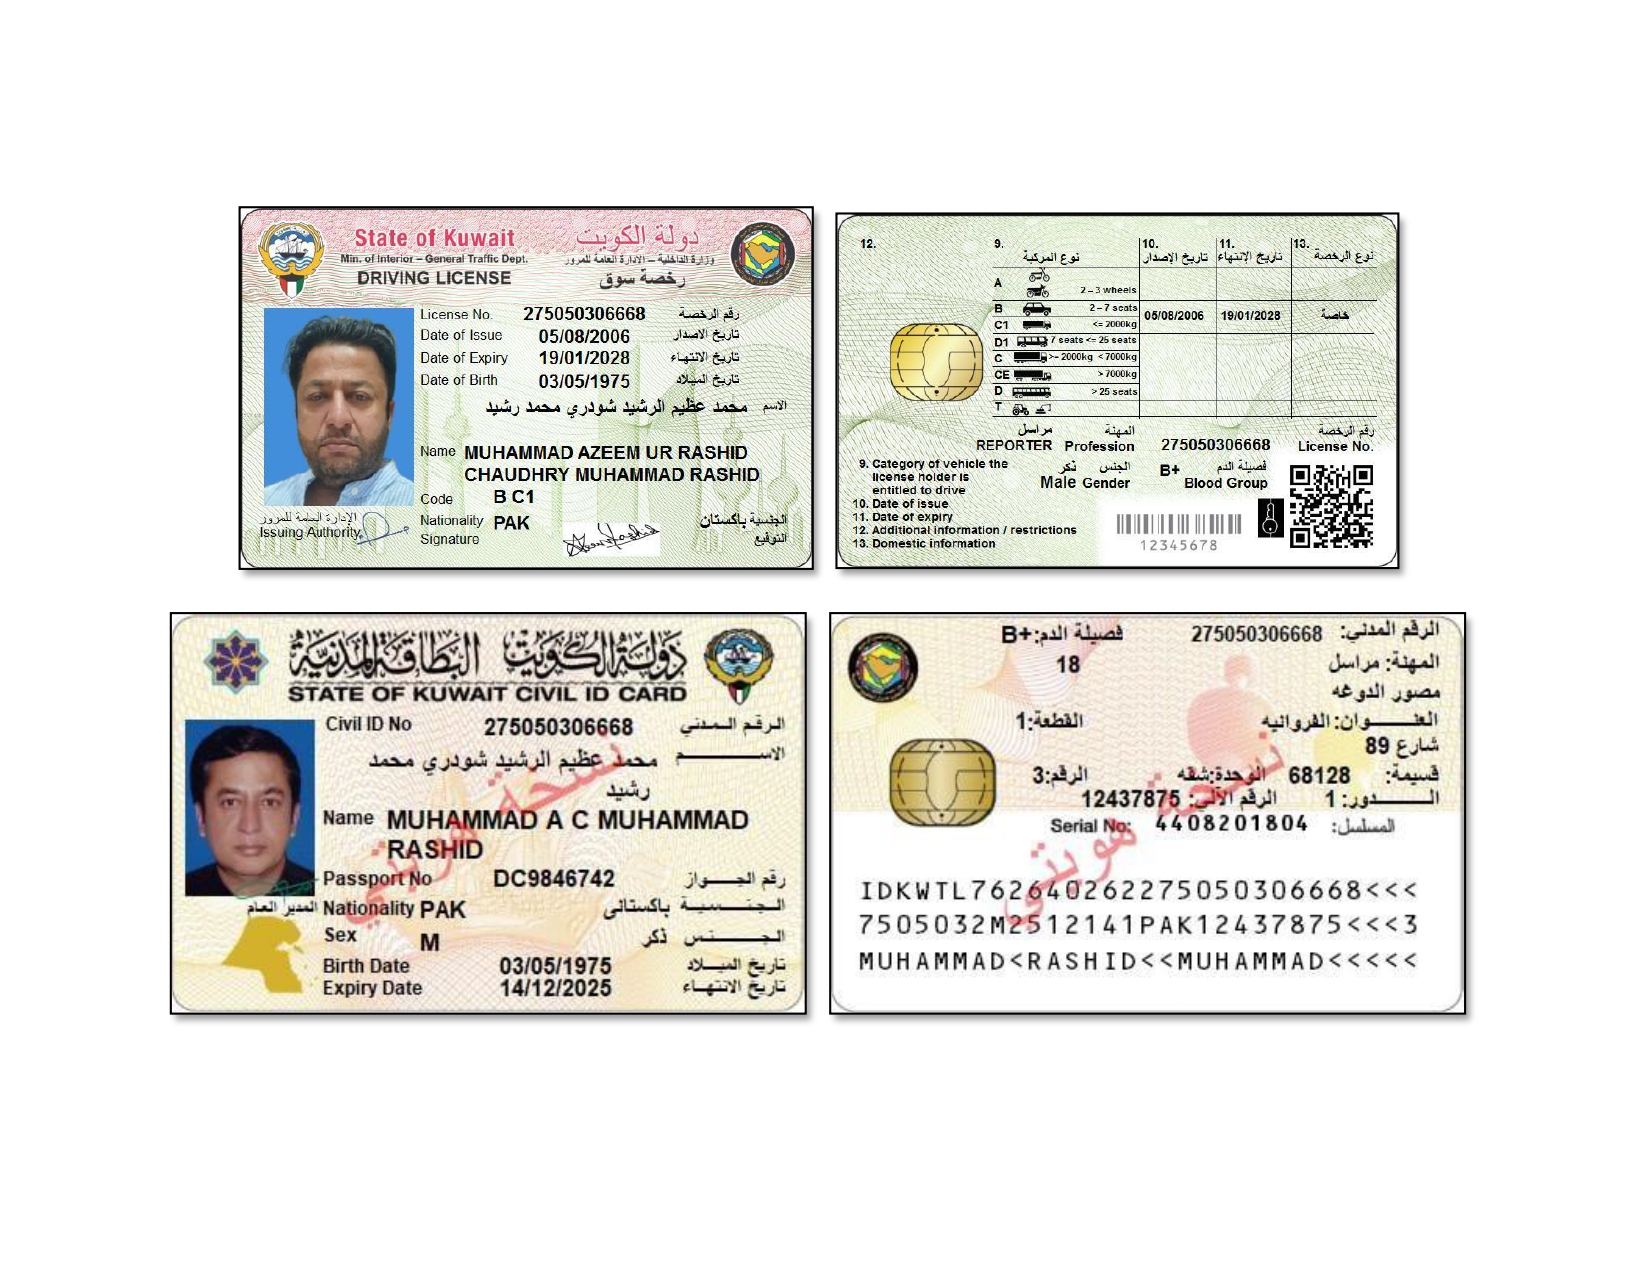 State of Kuwait دولة الكويت
Min. of Interior – General Traffic Dept. وزارة الداخلية – الادارة العامة للمرور
DRIVING LICENSE رخصة سوق
License No. 275050306668 رقم الرخصة
Date of Issue 05/08/2006 تاريخ الاصدار
Date of Expiry 19/01/2028 تاريخ الانتهاء
Date of Birth 03/05/1975 تاريخ الميلاد
الاسم محمد عظيم الرشيد شودري محمد رشيد
Name MUHAMMAD AZEEM UR RASHID
CHAUDHRY MUHAMMAD RASHID
Code B C1
Nationality PAK الجنسية باكستان
Signature التوقيع
الإدارة العامة للمرور
Issuing Authority
12. 9. 10. 11. 13.
نوع المركبة تاريخ الإصدار تاريخ الإنتهاء نوع الرخصة
A 2 – 3 wheels
B 2 – 7 seats
C1 <= 2000kg
05/08/2006 19/01/2028 خاصة
D1 7 seats <= 25 seats
C >= 2000kg < 7000kg
CE > 7000kg
D > 25 seats
T
مراسل المهنة رقم الرخصة
REPORTER Profession 275050306668 License No.
ذكر الجنس فصيلة الدم
Male Gender B+ Blood Group
9. Category of vehicle the
license holder is
entitled to drive
10. Date of issue
11. Date of expiry
12. Additional information / restrictions
13. Domestic information
12345678
دولة الكويت البطاقة المدنية
STATE OF KUWAIT CIVIL ID CARD
Civil ID No 275050306668 الرقم المدني
الاسم محمد عظيم الرشيد شودري محمد
رشيد
Name MUHAMMAD A C MUHAMMAD
RASHID
Passport No DC9846742 رقم الجواز
المدير العام
Nationality PAK الجنسية باكستاني
Sex M الجنس ذكر
Birth Date 03/05/1975 تاريخ الميلاد
Expiry Date 14/12/2025 تاريخ الانتهاء
نسخة هويتي
الرقم المدني: 275050306668 فصيلة الدم:+B
18
المهنة: مراسل
مصور الدوغه
العنوان: الفروانيه القطعة:1
شارع 89
قسيمة: 68128 الوحدة:شقه الرقم:3
الدور: 1 الرقم الآلي: 12437875
Serial No: 4408201804 المسلسل:
IDKWTL762640262275050306668<<<
7505032M2512141PAK12437875<<<3
MUHAMMAD<RASHID<<MUHAMMAD<<<<<
نسخة هويتي